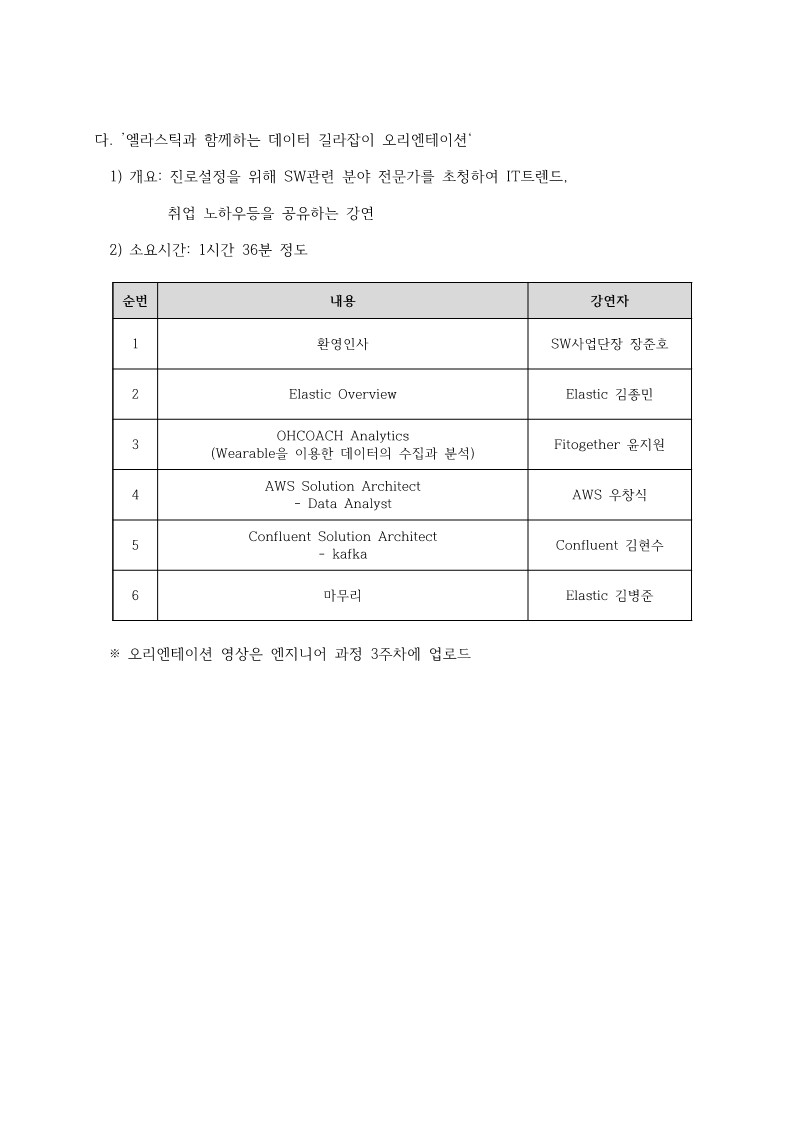 다. '엘라스틱과 함께하는 데이터 길라잡이 오리엔테이션‘
1) 개요: 진로설정을 위해 SW관련 분야 전문가를 초청하여 IT트렌드,
취업 노하우등을 공유하는 강연
2) 소요시간: 1시간 36분 정도
순번 내용 강연자
1 환영인사 SW사업단장 장준호
2 Elastic Overview Elastic 김종민
3 OHCOACH Analytics
(Wearable을 이용한 데이터의 수집과 분석) Fitogether 윤지원
4 AWS Solution Architect
- Data Analyst AWS 우창식
5 Confluent Solution Architect
- kafka Confluent 김현수
6 마무리 Elastic 김병준
※ 오리엔테이션 영상은 엔지니어 과정 3주차에 업로드